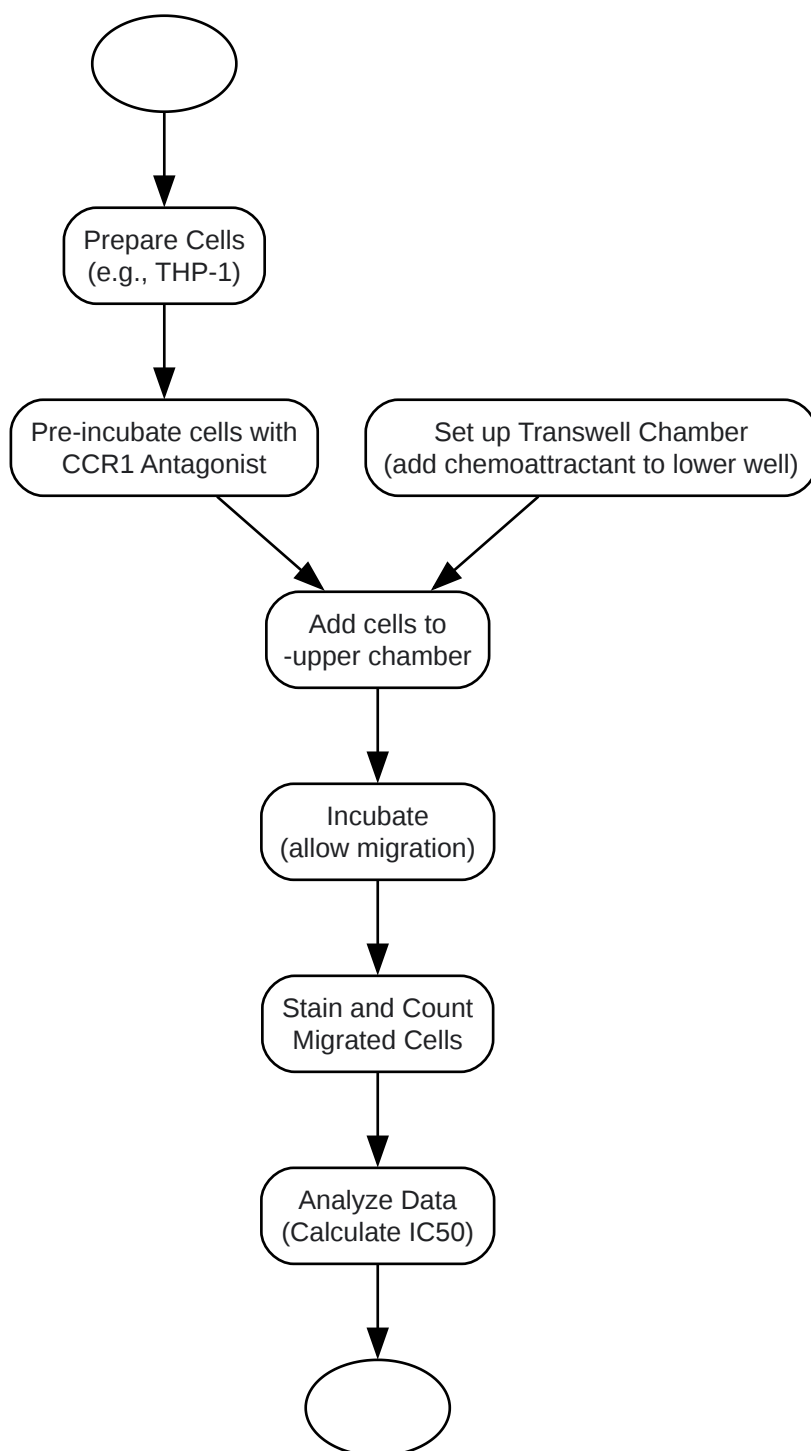 Prepare Cells
(e.g., THP-1)
Pre-incubate cells with
CCR1 Antagonist
Set up Transwell Chamber
(add chemoattractant to lower well)
Add cells to
-upper chamber
Incubate
(allow migration)
Stain and Count
Migrated Cells
Analyze Data
(Calculate IC50)